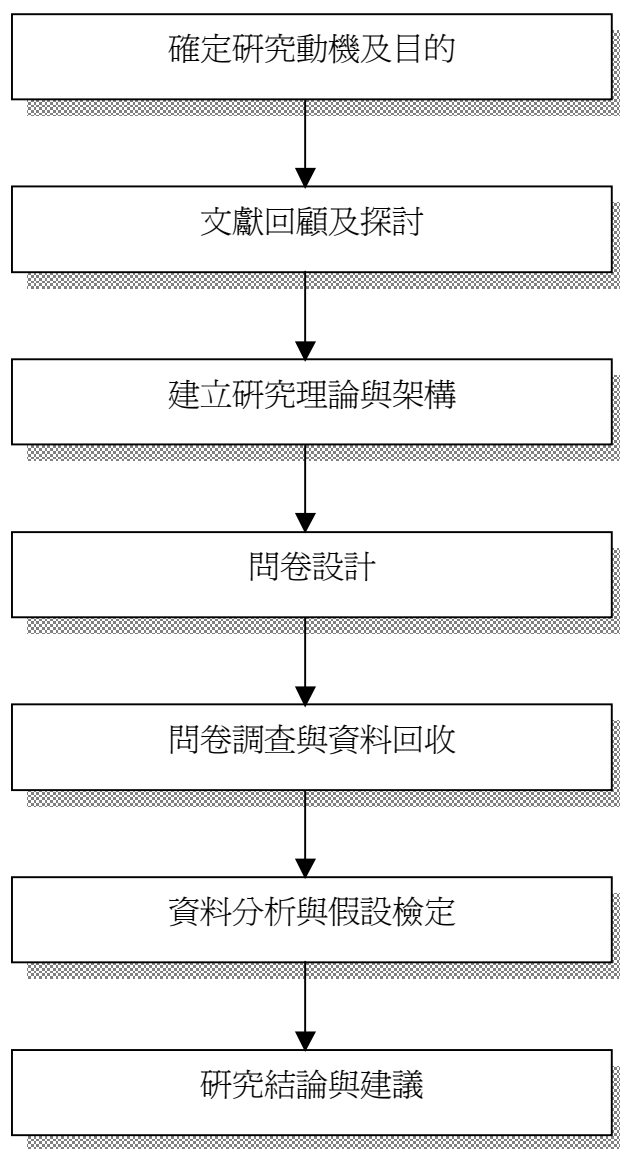 確定研究動機及目的
文獻回顧及探討
建立研究理論與架構
問卷設計
問卷調查與資料回收
資料分析與假設檢定
研究結論與建議